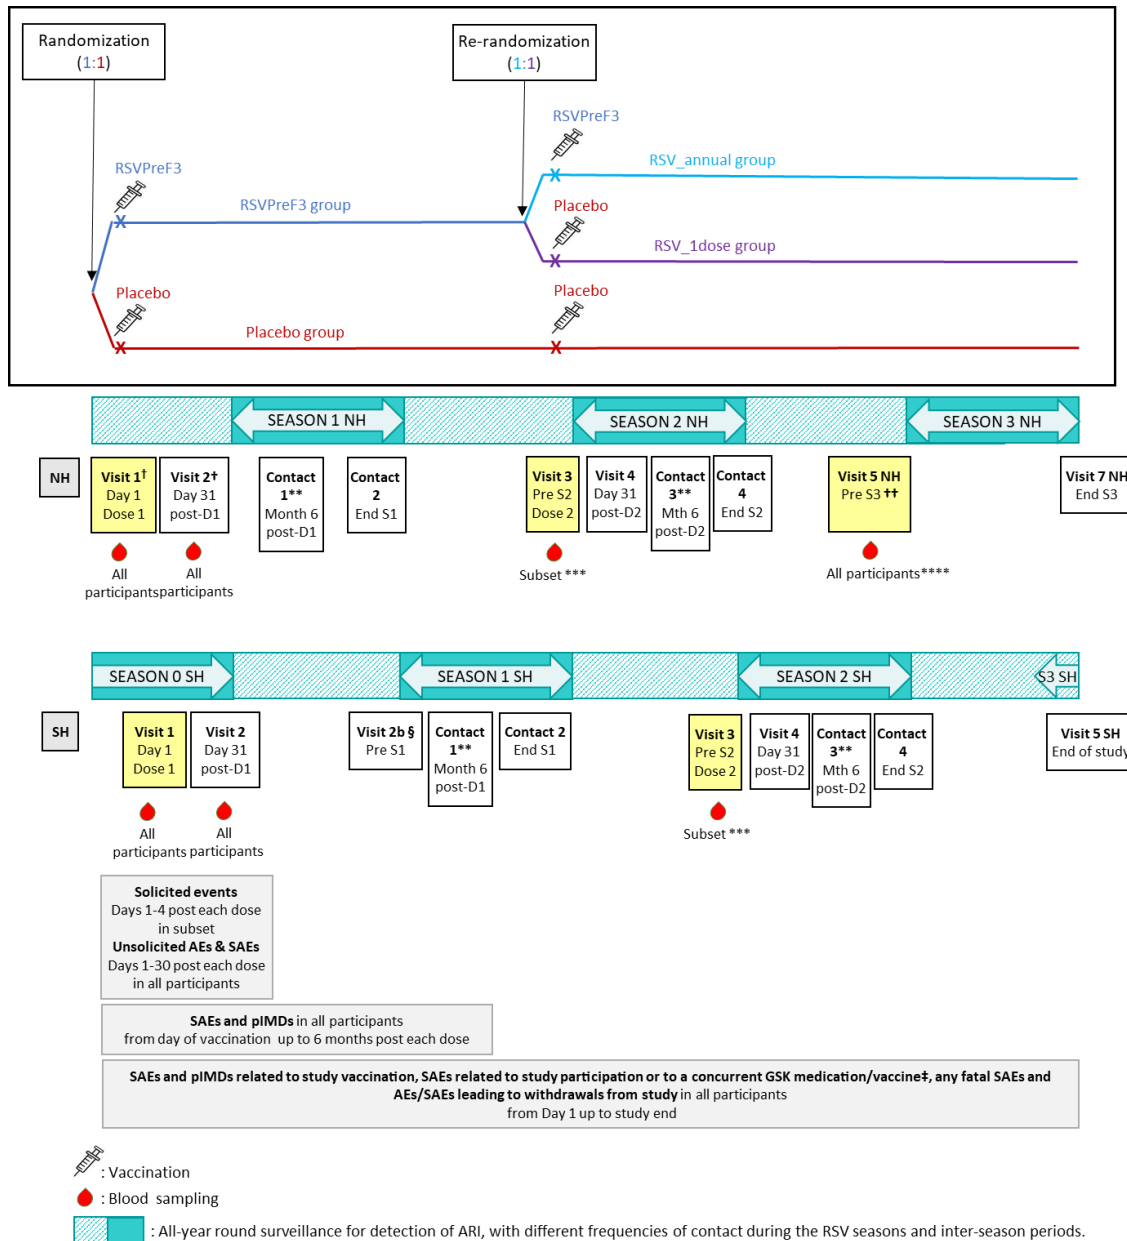 Randomization
(1:1)
Re-randomization
(1:1)
RSVPreF3
RSV_annual group
RSVPreF3
RSVPreF3 group
Placebo
RSV_1dose group
Placebo
Placebo group
Placebo
SEASON 1 NH
SEASON 2 NH
SEASON 3 NH
NH
Visit 1†
Day 1
Dose 1
Visit 2†
Day 31
post-D1
Contact
1**
Month 6
post-D1
Contact
2
End S1
Visit 3
Pre S2
Dose 2
Visit 4
Day 31
post-D2
Contact
3**
Mth 6
post-D2
Contact
4
End S2
Visit 5 NH
Pre S3 ††
Visit 7 NH
End S3
All
participants
All
participants
Subset ***
All participants****
SEASON 0 SH
SEASON 1 SH
SEASON 2 SH
S3 SH
SH
Visit 1
Day 1
Dose 1
Visit 2
Day 31
post-D1
Visit 2b §
Pre S1
Contact
1**
Month 6
post-D1
Contact 2
End S1
Visit 3
Pre S2
Dose 2
Visit 4
Day 31
post-D2
Contact
3**
Mth 6
post-D2
Contact
4
End S2
Visit 5 SH
End of study
All
participants
All
participants
Subset ***
Solicited events
Days 1-4 post each dose
in subset
Unsolicited AEs & SAEs
Days 1-30 post each dose
in all participants
SAEs and pIMDs in all participants
from day of vaccination up to 6 months post each dose
SAEs and pIMDs related to study vaccination, SAEs related to study participation or to a concurrent GSK medication/vaccine‡, any fatal SAEs and
AEs/SAEs leading to withdrawals from study in all participants
from Day 1 up to study end
: Vaccination
: Blood sampling
: All-year round surveillance for detection of ARI, with different frequencies of contact during the RSV seasons and inter-season periods.